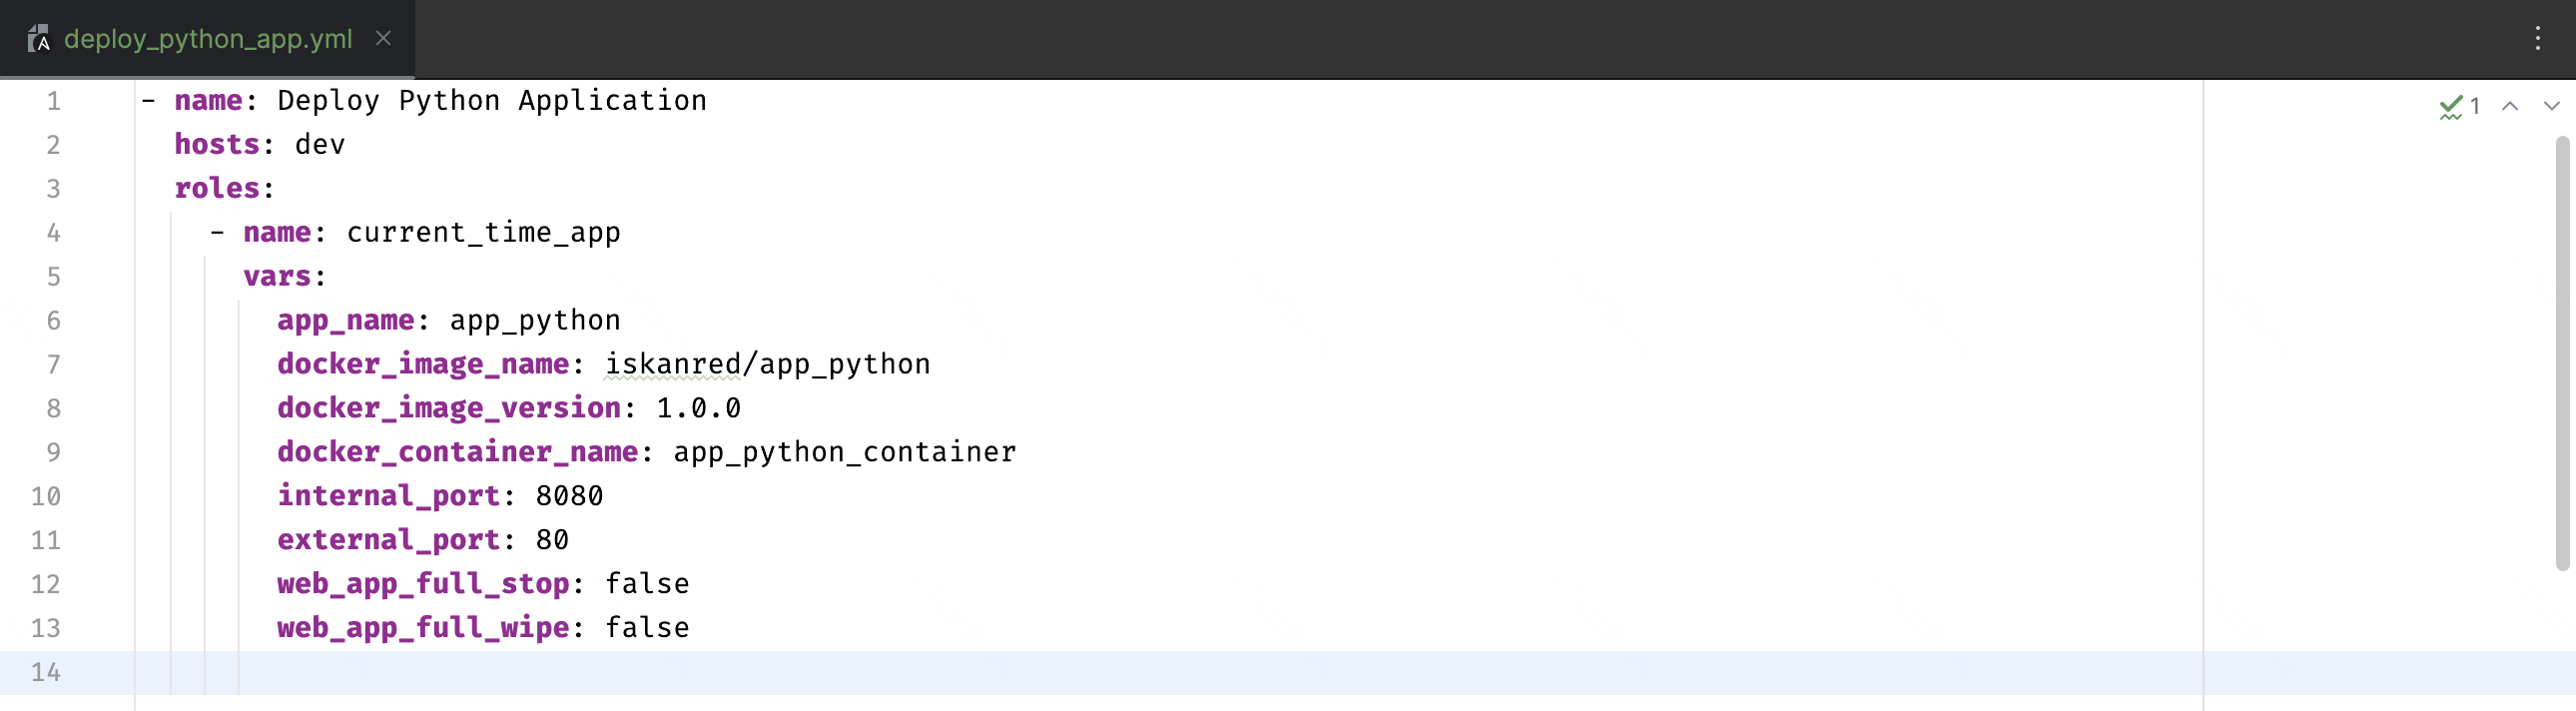 deploy_python_app.yml
1 - name: Deploy Python Application
2 hosts: dev
3 roles:
4 - name: current_time_app
5 vars:
6 app_name: app_python
7 docker_image_name: iskanred/app_python
8 docker_image_version: 1.0.0
9 docker_container_name: app_python_container
10 internal_port: 8080
11 external_port: 80
12 web_app_full_stop: false
13 web_app_full_wipe: false
14
1